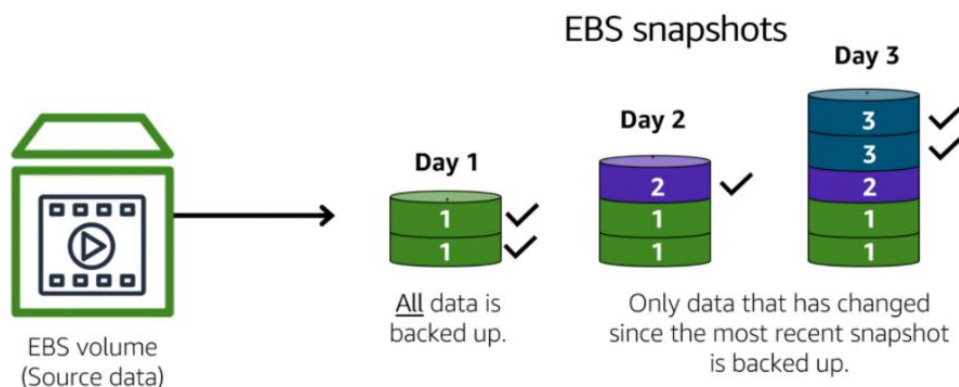 EBS snapshots
Day 1
Day 2
Day 3
1
1
2
1
1
3
3
2
1
1
All data is
backed up.
Only data that has changed
since the most recent snapshot
is backed up.
EBS volume
(Source data)